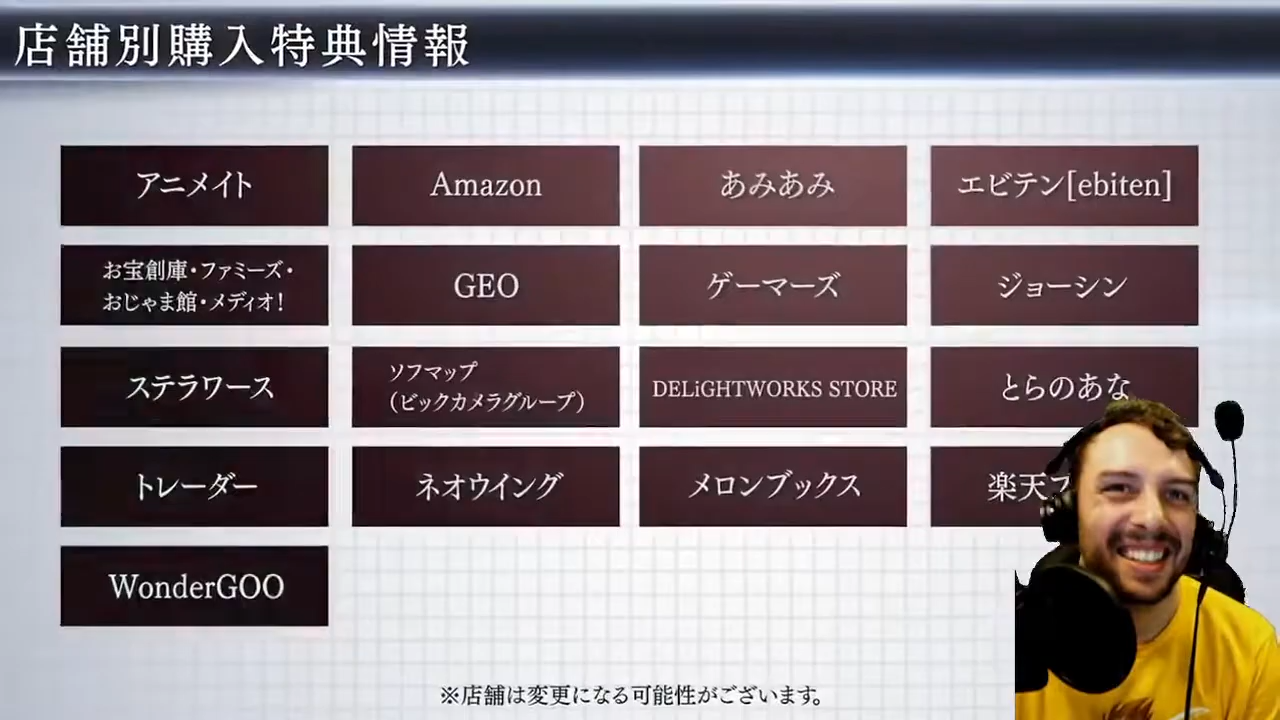 店舗別購入特典情報
アニメイト
Amazon
あみあみ
エビテン[ebiten]
お宝創庫・ファミーズ・
おじゃま館・メディオ!
GEO
ゲーマーズ
ジョーシン
ステラワース
ソフマップ
(ビックカメラグループ)
DELiGHTWORKS STORE
とらのあな
トレーダー
ネオウイング
メロンブックス
楽天ブ
WonderGOO
※店舗は変更になる可能性がございます。